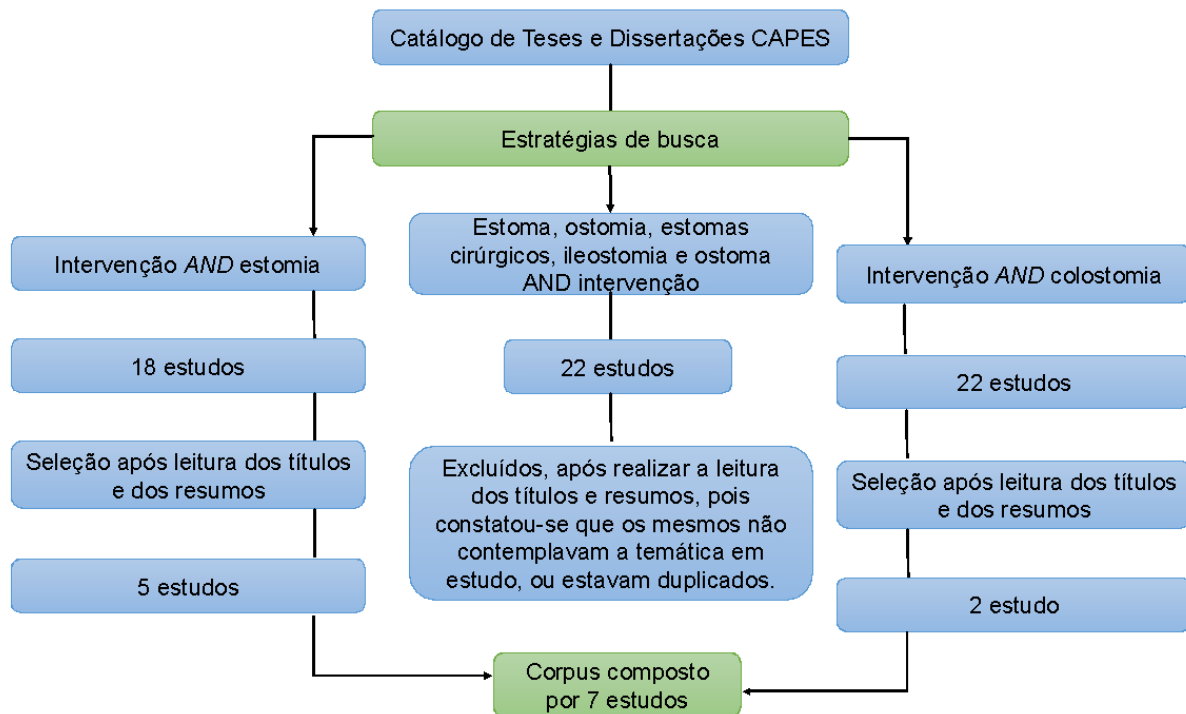 Catálogo de Teses e Dissertações CAPES
Estratégias de busca
Intervenção AND estomia
18 estudos
Seleção após leitura dos títulos
e dos resumos
5 estudos
Estoma, ostomia, estomas
cirúrgicos, ileostomia e ostoma
AND intervenção
22 estudos
Excluídos, após realizar a leitura
dos títulos e resumos, pois
constatou-se que os mesmos não
contemplavam a temática em
estudo, ou estavam duplicados.
Intervenção AND colostomia
22 estudos
Seleção após leitura dos títulos
e dos resumos
2 estudo
Corpus composto
por 7 estudos